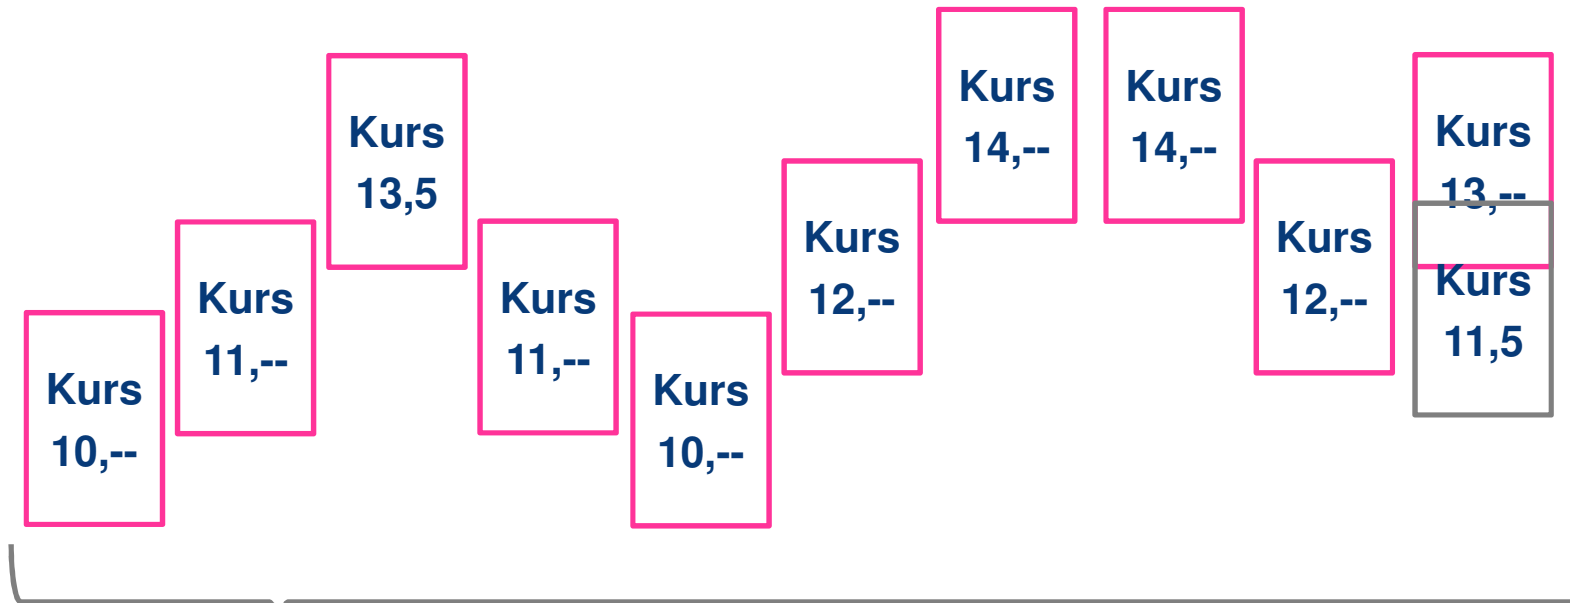 Kurs
10,--
Kurs
11,--
Kurs
13,5
Kurs
11,--
Kurs
10,--
Kurs
12,--
Kurs
14,--
Kurs
14,--
Kurs
12,--
Kurs
13,--
Kurs
11,5